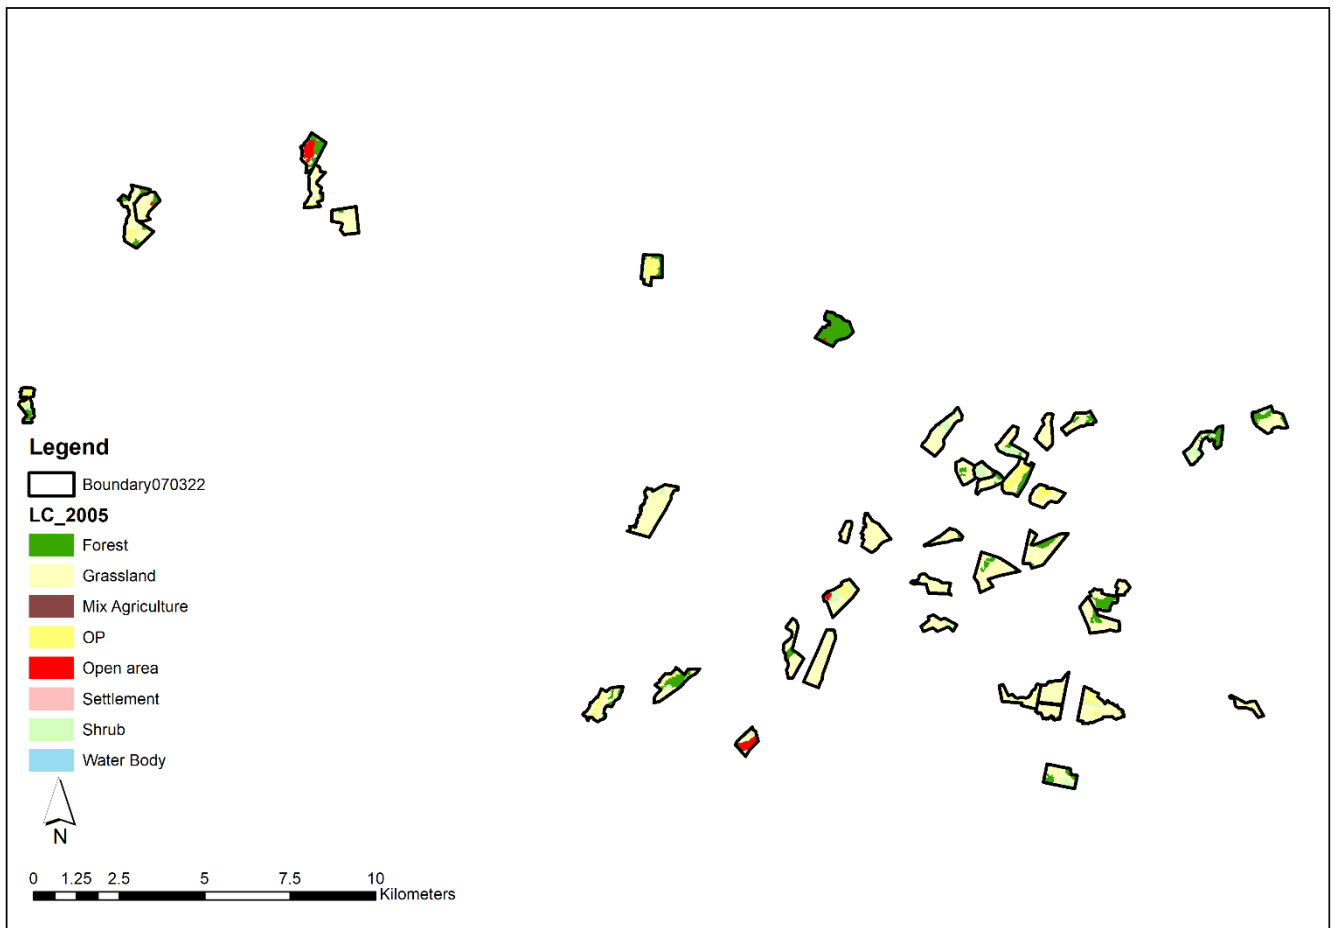 Legend
Boundary070322
LC_2005
Forest
Grassland
Mix Agriculture
OP
Open area
Settlement
Shrub
Water Body
N
0 1.25 2.5 5 7.5 10
Kilometers